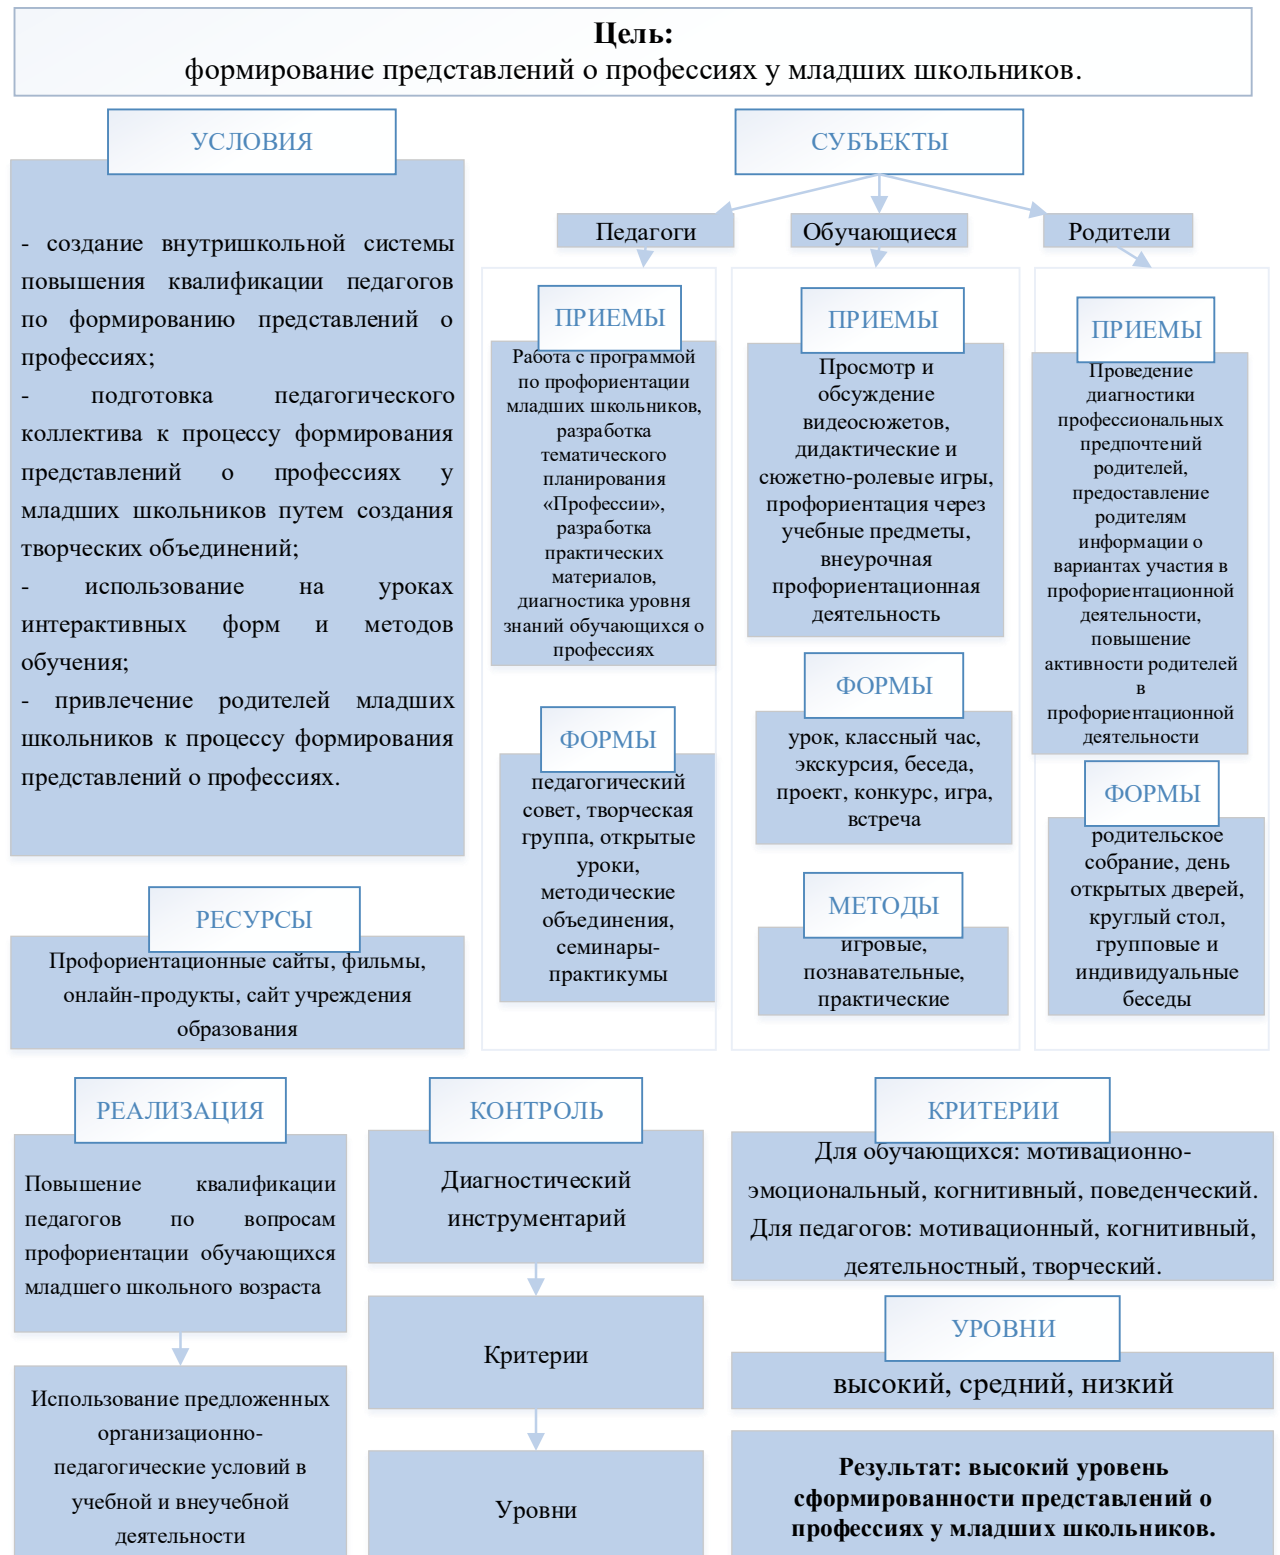 Цель:
формирование представлений о профессиях у младших школьников.
УСЛОВИЯ
- создание внутришкольной системы
повышения квалификации педагогов
по формированию представлений о
профессиях;
- подготовка педагогического
коллектива к процессу формирования
представлений о профессиях у
младших школьников путем создания
творческих объединений;
- использование на уроках
интерактивных форм и методов
обучения;
- привлечение родителей младших
школьников к процессу формирования
представлений о профессиях.
РЕСУРСЫ
Профориентационные сайты, фильмы,
онлайн-продукты, сайт учреждения
образования
СУБЪЕКТЫ
Педагоги
Обучающиеся
Родители
ПРИЕМЫ
Работа с программой
по профориентации
младших школьников,
разработка
тематического
планирования
«Профессии»,
разработка
практических
материалов,
диагностика уровня
знаний обучающихся о
профессиях
ФОРМЫ
педагогический
совет, творческая
группа, открытые
уроки,
методические
объединения,
семинары-
практикумы
ПРИЕМЫ
Просмотр и
обсуждение
видеосюжетов,
дидактические и
сюжетно-ролевые игры,
профориентация через
учебные предметы,
внеурочная
профориентационная
деятельность
ФОРМЫ
урок, классный час,
экскурсия, беседа,
проект, конкурс, игра,
встреча
МЕТОДЫ
игровые,
познавательные,
практические
ПРИЕМЫ
Проведение
диагностики
профессиональных
предпочтений
родителей,
предоставление
родителям
информации о
вариантах участия в
профориентационной
деятельности,
повышение
активности родителей
в
профориентационной
деятельности
ФОРМЫ
родительское
собрание, день
открытых дверей,
круглый стол,
групповые и
индивидуальные
беседы
РЕАЛИЗАЦИЯ
Повышение квалификации
педагогов по вопросам
профориентации обучающихся
младшего школьного возраста
Использование предложенных
организационно-
педагогические условий в
учебной и внеучебной
деятельности
КОНТРОЛЬ
Диагностический
инструментарий
Критерии
Уровни
КРИТЕРИИ
Для обучающихся: мотивационно-
эмоциональный, когнитивный, поведенческий.
Для педагогов: мотивационный, когнитивный,
деятельностный, творческий.
УРОВНИ
высокий, средний, низкий
Результат: высокий уровень
сформированности представлений о
профессиях у младших школьников.